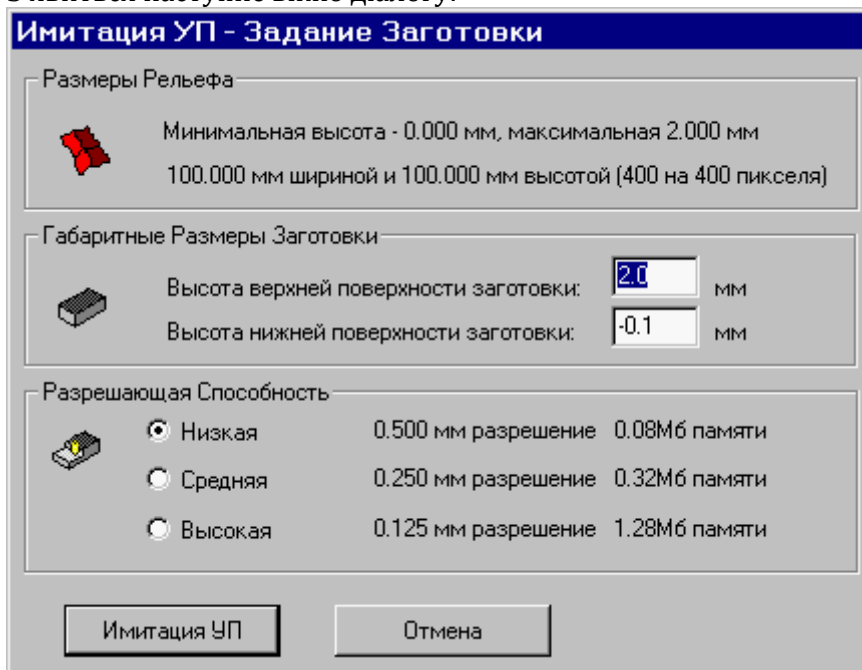 Имитация УП - Задание Заготовки
Размеры Рельефа
Минимальная высота - 0.000 мм, максимальная 2.000 мм
100.000 мм шириной и 100.000 мм высотой (400 на 400 пикселя)
Габаритные Размеры Заготовки
Высота верхней поверхности заготовки: 2.0 мм
Высота нижней поверхности заготовки: -0.1 мм
Разрешающая Способность
Низкая 0.500 мм разрешение 0.08Мб памяти
Средняя 0.250 мм разрешение 0.32Мб памяти
Высокая 0.125 мм разрешение 1.28Мб памяти
Имитация УП Отмена